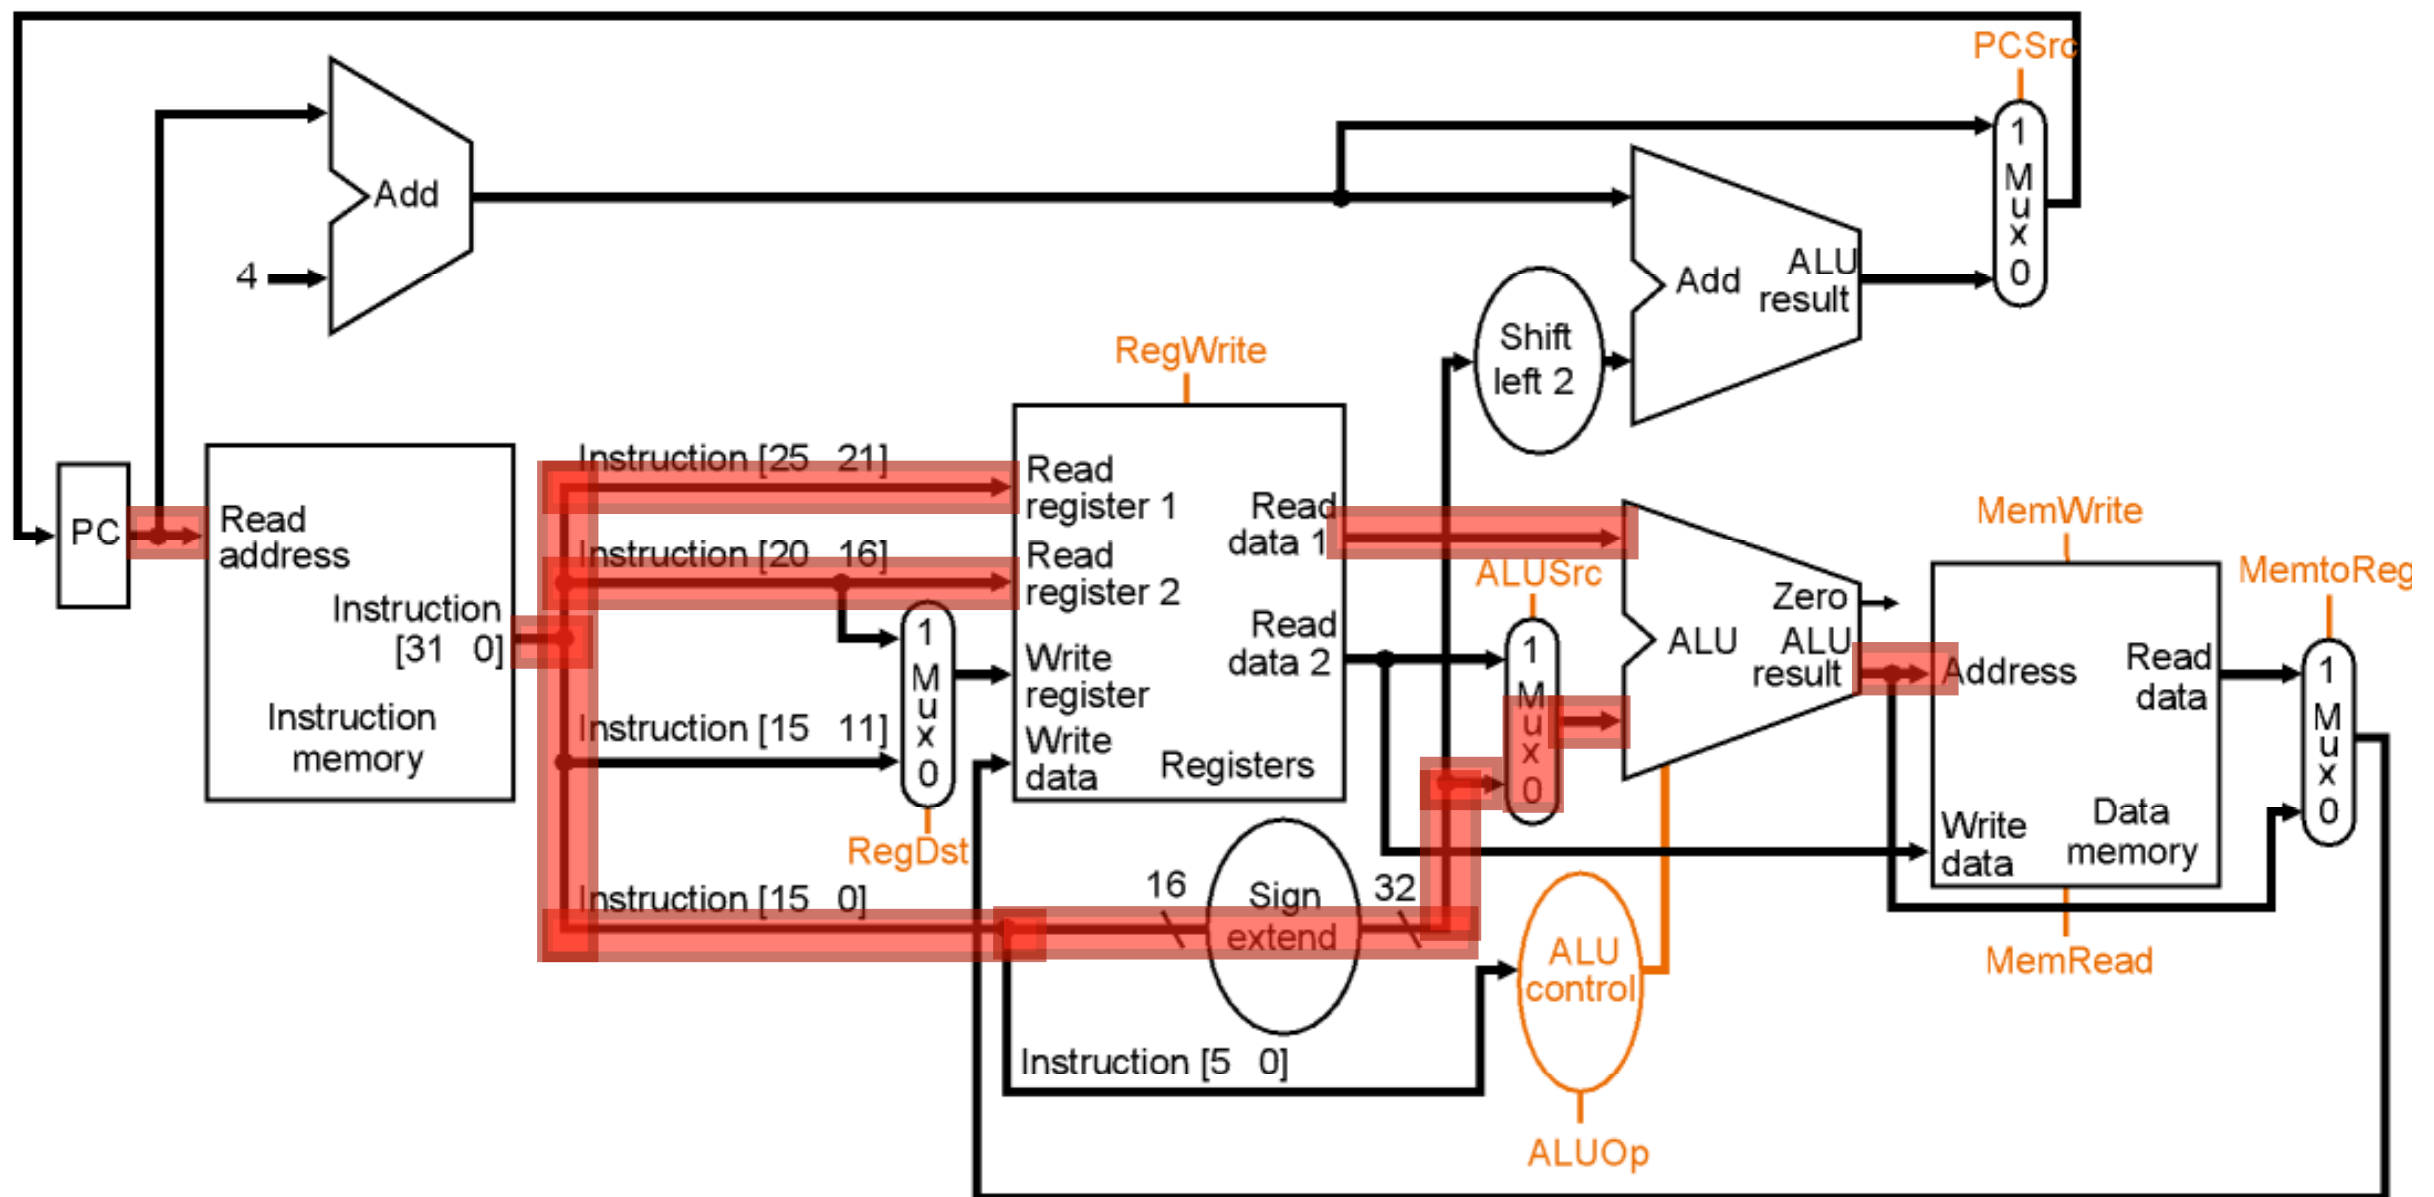 PCSrc
1
M
u
x
0
Add
4
Add
ALU
result
Shift
left 2
RegWrite
PC
Read
address
Instruction
[31 0]
Instruction
memory
Instruction [25 21]
Instruction [20 16]
Instruction [15 11]
Instruction [15 0]
1
M
u
x
0
RegDst
Read
register 1
Read
register 2
Write
register
Write
data
Read
data 1
Read
data 2
Registers
16
Sign
extend
32
Instruction [5 0]
ALUSrc
1
M
u
x
0
ALU
Zero
ALU
result
ALU
control
ALUOp
MemWrite
Address
Read
data
Write
data
Data
memory
MemRead
MemtoReg
1
M
u
x
0